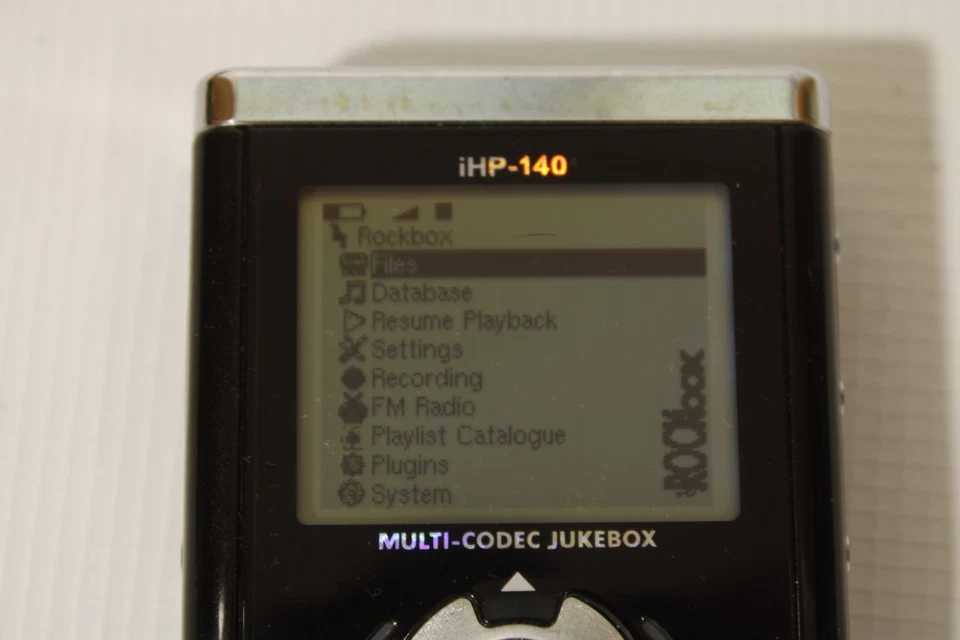 iHP-140
Rockbox
Files
Database
Resume Playback
Settings
Recording
FM Radio
Playlist Catalogue
Plugins
System
ROCKbox
MULTI-CODEC JUKEBOX